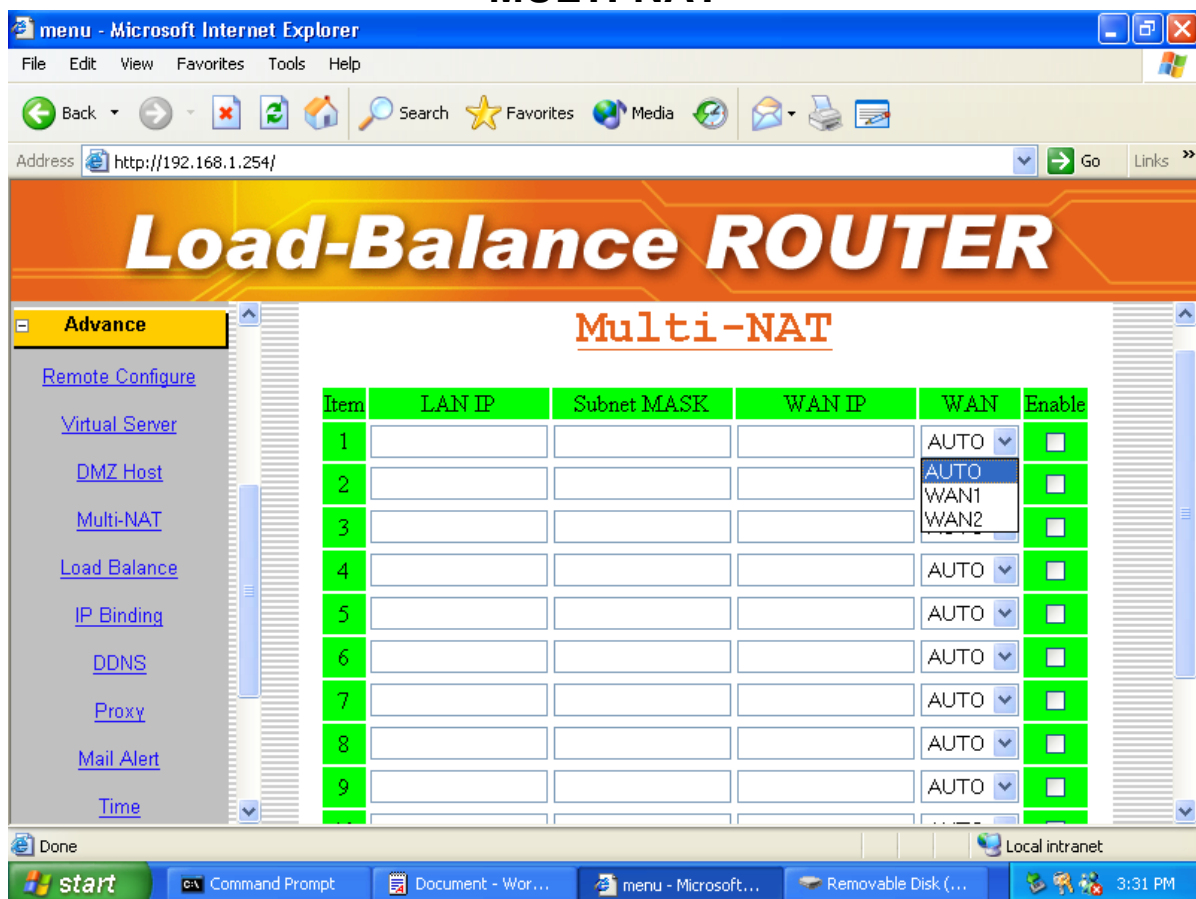 MULTI NAT
menu - Microsoft Internet Explorer
File Edit View Favorites Tools Help
Back Search Favorites Media
Address http://192.168.1.254/ Go Links »
Load-Balance ROUTER
Advance
Remote Configure
Virtual Server
DMZ Host
Multi-NAT
Load Balance
IP Binding
DDNS
Proxy
Mail Alert
Time
Multi-NAT
Item LAN IP Subnet MASK WAN IP WAN Enable
1 AUTO
AUTO
WAN1
WAN2
2
3
4 AUTO
5 AUTO
6 AUTO
7 AUTO
8 AUTO
9 AUTO
Done Local intranet
start Command Prompt Document - Wor... menu - Microsoft... Removable Disk (... 3:31 PM